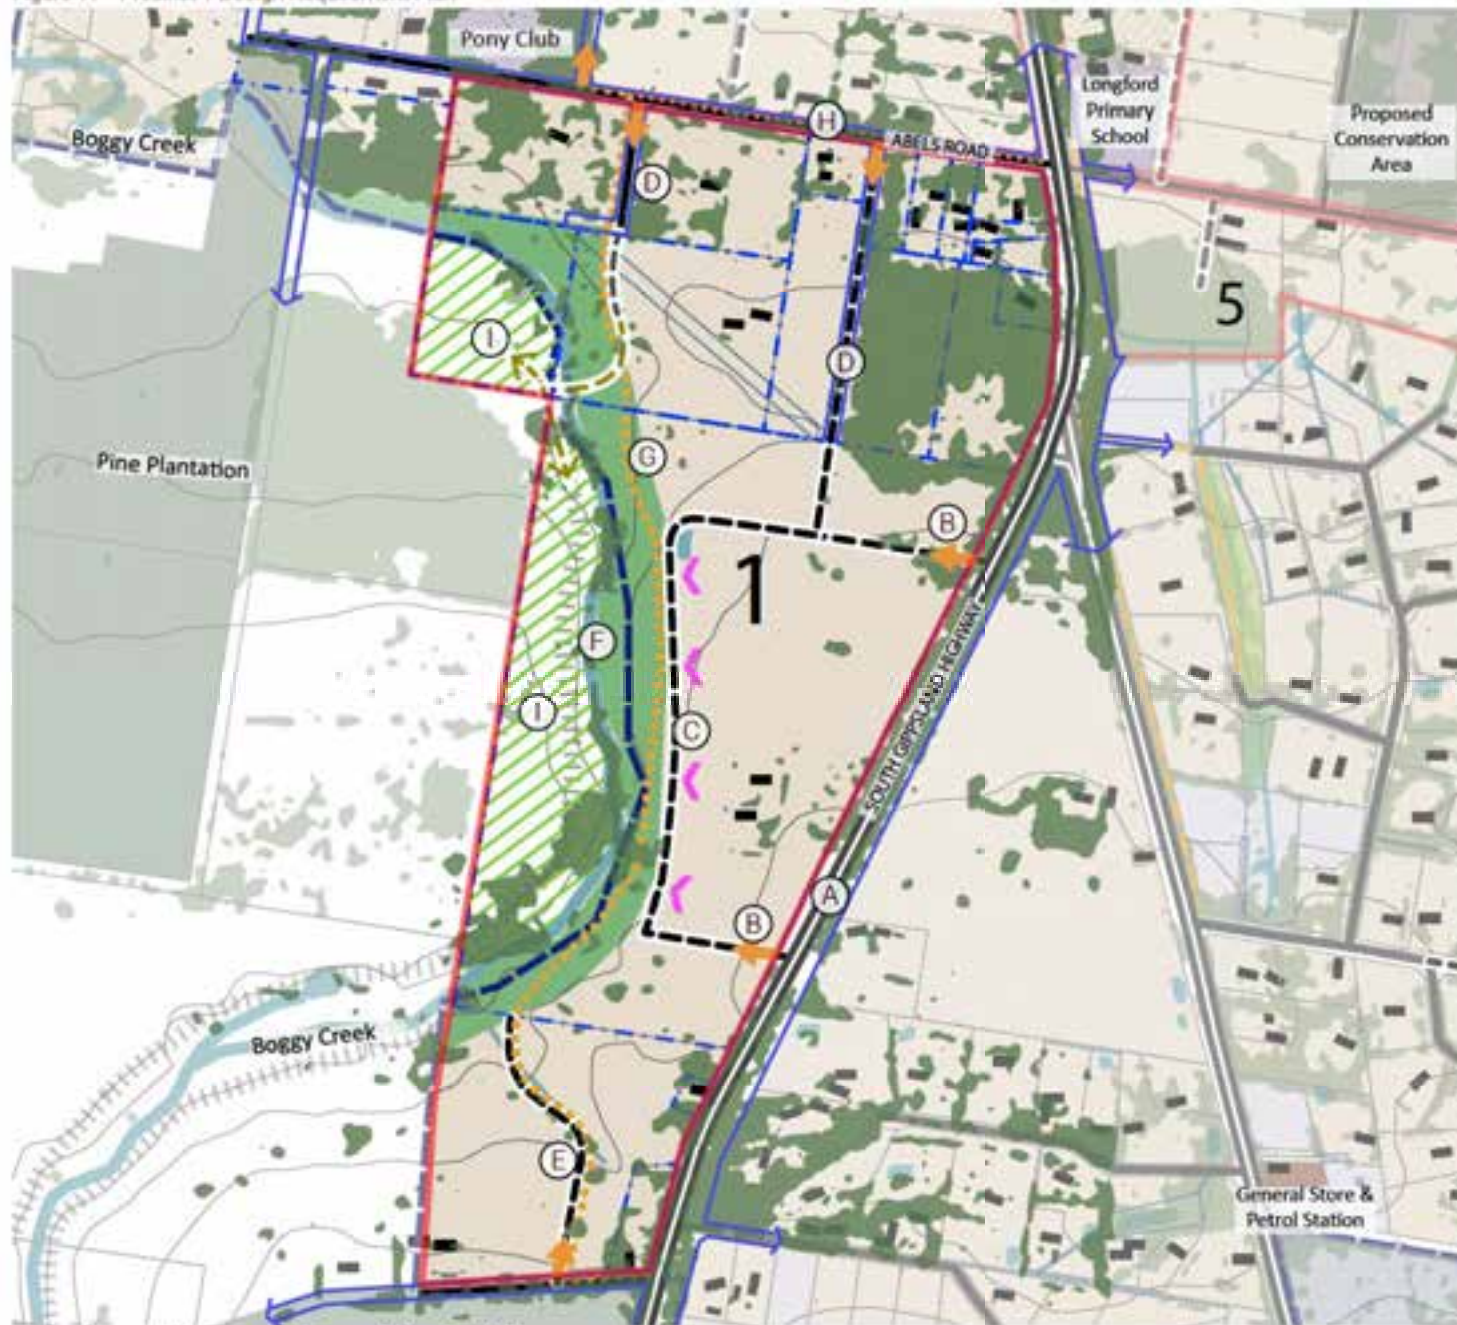 Pony Club
Longford
Primary
School
Proposed
Conservation
Area
Boggy Creek
H
ABELS ROAD
D
5
I
D
Pine Plantation
G
B
1
F
SOUTH GIPPSLAND HIGHWAY
I
C
A
B
Boggy Creek
E
General Store &
Petrol Station